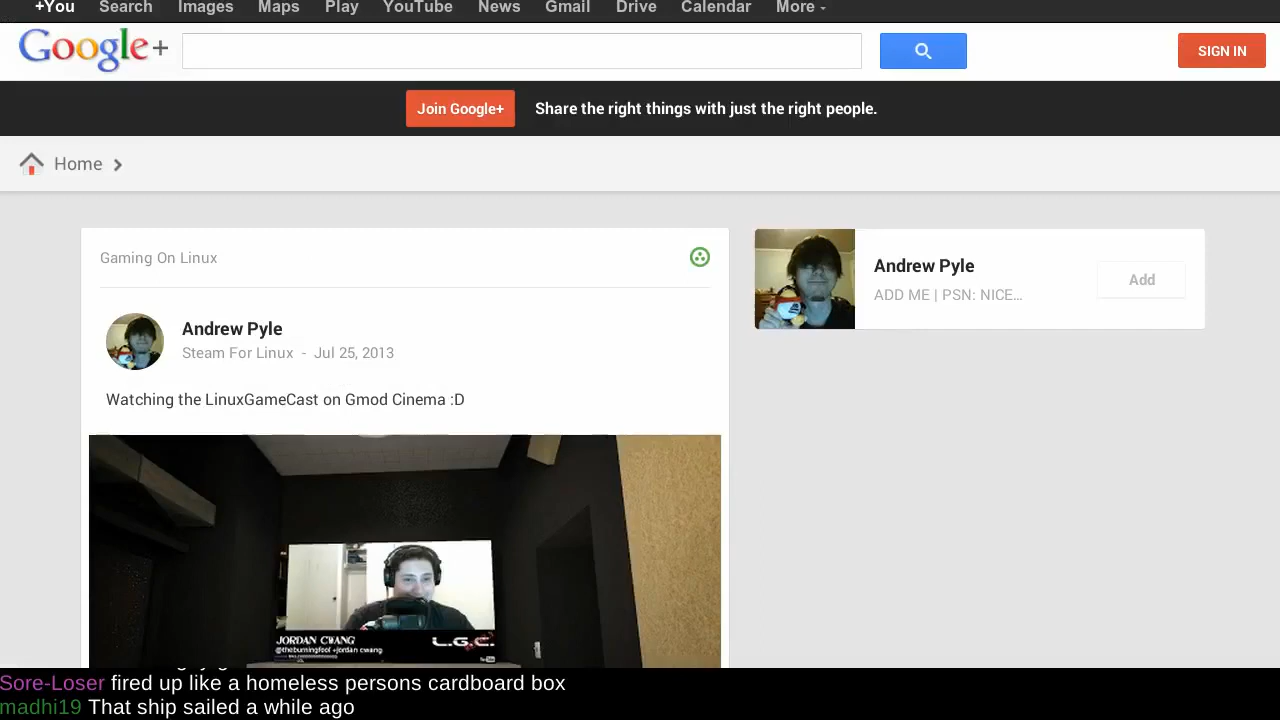 +You Search Images Maps Play YouTube News Gmail Drive Calendar More
Google+
SIGN IN
Join Google+ Share the right things with just the right people.
Home
Gaming On Linux
Andrew Pyle
Steam For Linux - Jul 25, 2013
Watching the LinuxGameCast on Gmod Cinema :D
Andrew Pyle
ADD ME | PSN: NICE...
Add
JORDAN CWANG
@theburningfool +jordan cwang
L.G.C.
Sore-Loser fired up like a homeless persons cardboard box
madhi19 That ship sailed a while ago